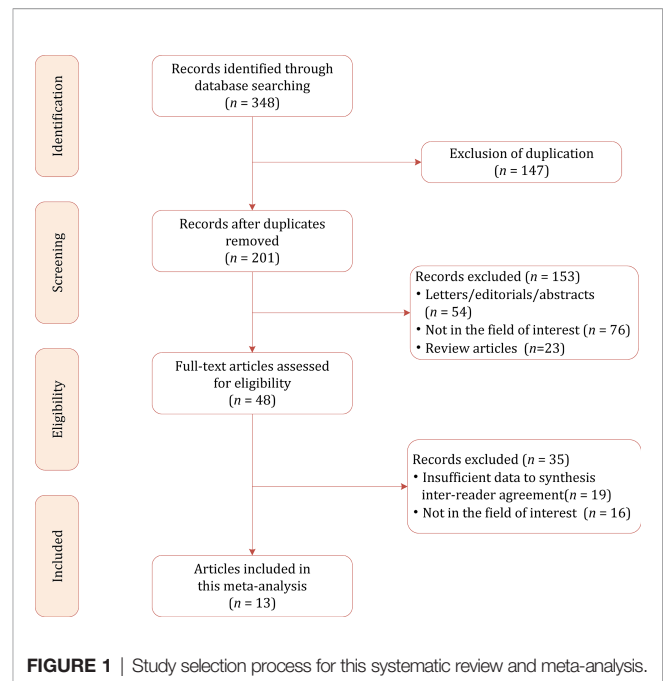 Identification
Records identified through
database searching
(n = 348)
Exclusion of duplication
(n = 147)
Screening
Records after duplicates
removed
(n = 201)
Records excluded (n = 153)
• Letters/editorials/abstracts
(n = 54)
• Not in the field of interest (n = 76)
• Review articles (n=23)
Eligibility
Full-text articles assessed
for eligibility
(n = 48)
Records excluded (n = 35)
• Insufficient data to synthesis
inter-reader agreement(n = 19)
• Not in the field of interest (n = 16)
Included
Articles included in
this meta-analysis
(n = 13)
FIGURE 1 | Study selection process for this systematic review and meta-analysis.